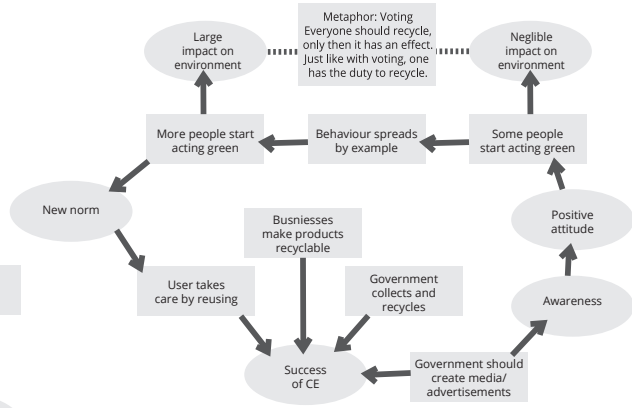 Metaphor: Voting
Everyone should recycle,
only then it has an effect.
Just like with voting, one
has the duty to recycle.
Large
impact on
environment
Neglible
impact on
environment
More people start
acting green
Behaviour spreads
by example
Some people
start acting green
New norm
Positive
attitude
Busniesses
make products
recyclable
User takes
care by reusing
Government
collects and
recycles
Awareness
Success
of CE
Government should
create media/
advertisements